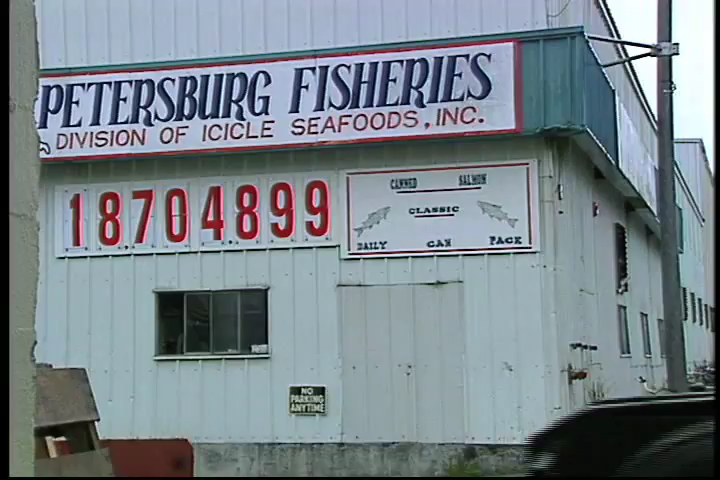 PETERSBURG FISHERIES
A DIVISION OF ICICLE SEAFOODS, INC.
18704899
CANNED SALMON
CLASSIC
DAILY CAN PACK
NO
PARKING
ANYTIME